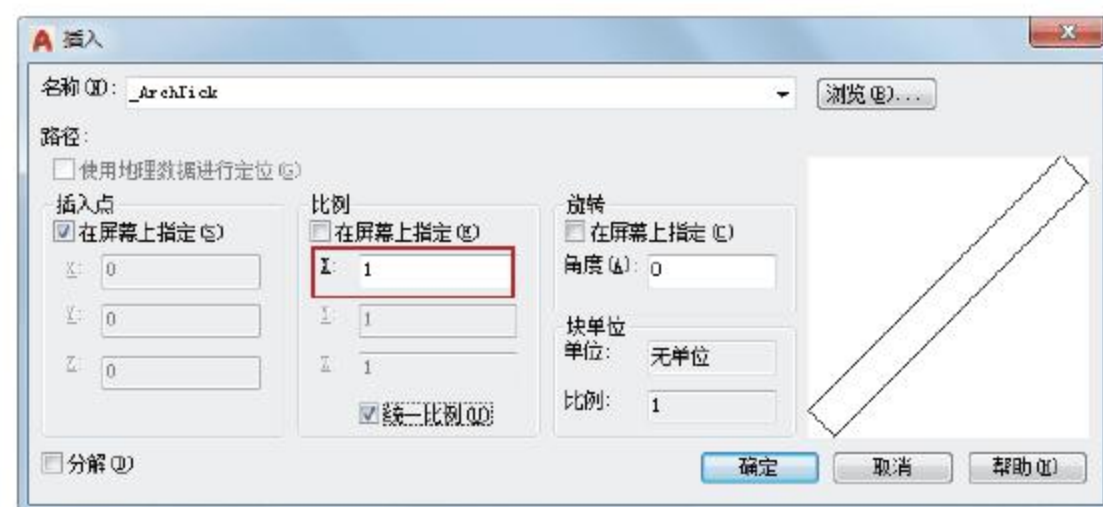 插入
名称(N): _ArchTick 浏览(B)...
路径:
使用地理数据进行定位(G)
插入点 比例 旋转
在屏幕上指定(S) 在屏幕上指定(E) 在屏幕上指定(C)
X: 0 X: 1 角度(A): 0
Y: 0 Y: 1 块单位
Z: 0 Z: 1 单位: 无单位
统一比例(U) 比例: 1
分解(D) 确定 取消 帮助(H)